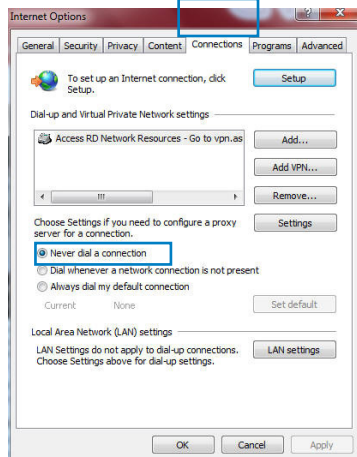 Internet Options
General Security Privacy Content Connections Programs Advanced
To set up an Internet connection, click Setup.
Setup
Dial-up and Virtual Private Network settings
Access RD Network Resources - Go to vpn.as
Add...
Add VPN...
Remove...
Choose Settings if you need to configure a proxy
server for a connection.
Settings
Never dial a connection
Dial whenever a network connection is not present
Always dial my default connection
Current None
Set default
Local Area Network (LAN) settings
LAN Settings do not apply to dial-up connections.
Choose Settings above for dial-up settings.
LAN settings
OK Cancel Apply